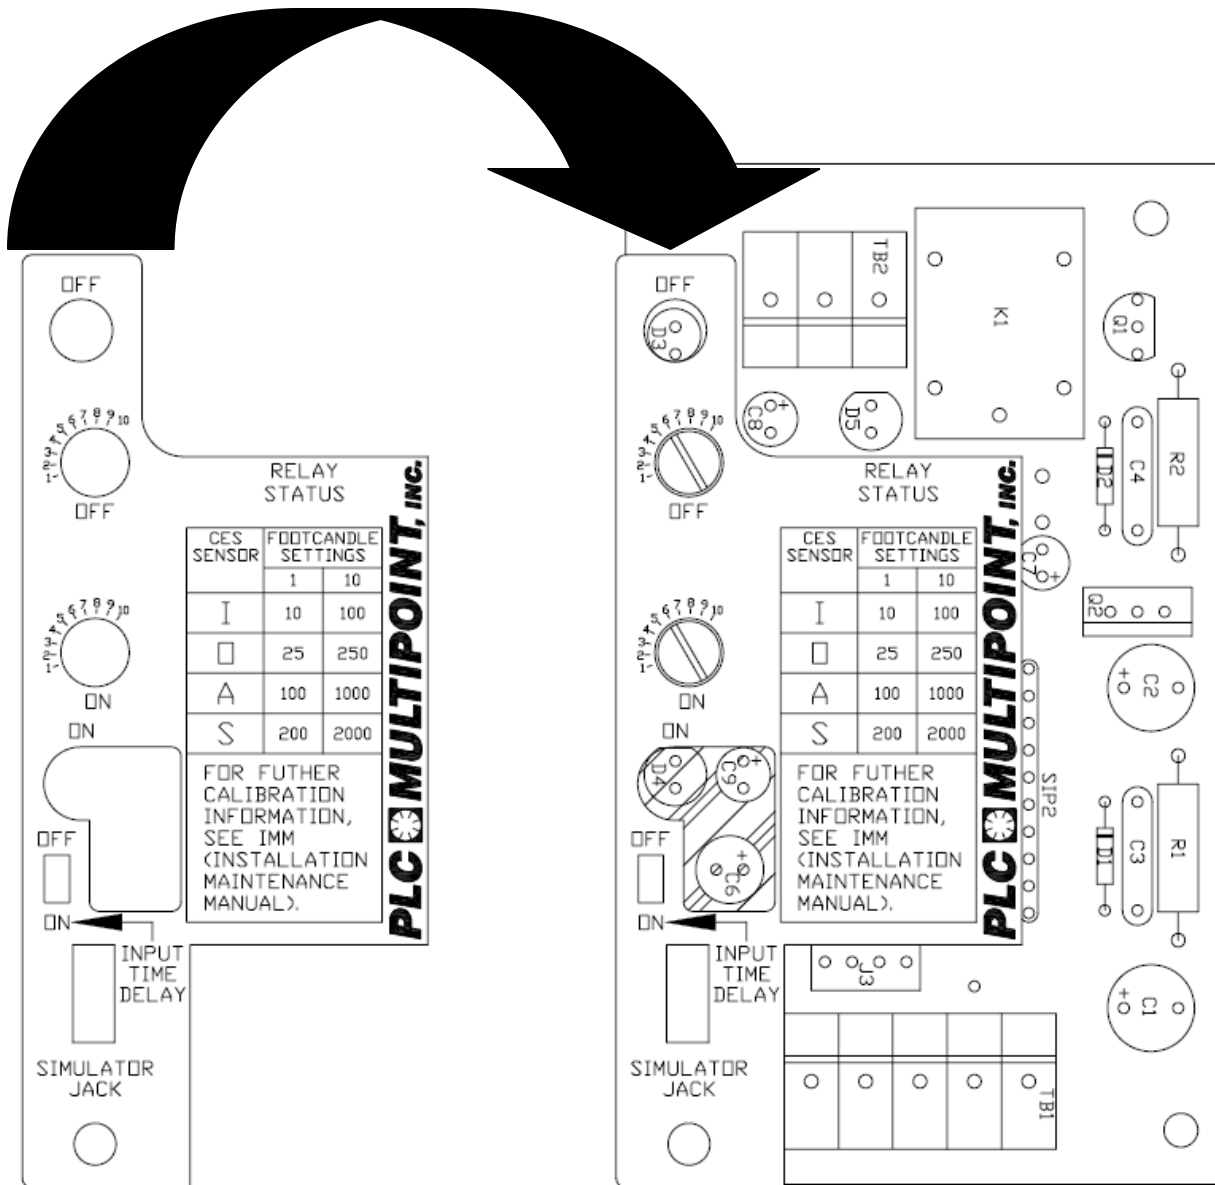 OFF
1 2 3 4 5 6 7 8 9 10
OFF
1 2 3 4 5 6 7 8 9 10
ON
ON
OFF
ON
INPUT
TIME
DELAY
SIMULATOR
JACK
RELAY
STATUS
CES SENSOR FOOTCANDLE SETTINGS
1 10
I 10 100
O 25 250
A 100 1000
S 200 2000
FOR FUTHER
CALIBRATION
INFORMATION,
SEE IMM
(INSTALLATION
MAINTENANCE
MANUAL).
PLC MULTIPOINT, INC.
OFF
D3
1 2 3 4 5 6 7 8 9 10
OFF
1 2 3 4 5 6 7 8 9 10
ON
ON
D4
C9 +
C6 +
OFF
ON
INPUT
TIME
DELAY
SIMULATOR
JACK
RELAY
STATUS
CES SENSOR FOOTCANDLE SETTINGS
1 10
I 10 100
O 25 250
A 100 1000
S 200 2000
FOR FUTHER
CALIBRATION
INFORMATION,
SEE IMM
(INSTALLATION
MAINTENANCE
MANUAL).
PLC MULTIPOINT, INC.
TB2
K1
Q1
C8 +
D5
D2
C4
R2
C7 +
Q2
C2 +
SIP2
D1
C3
R1
J3
C1 +
TB1